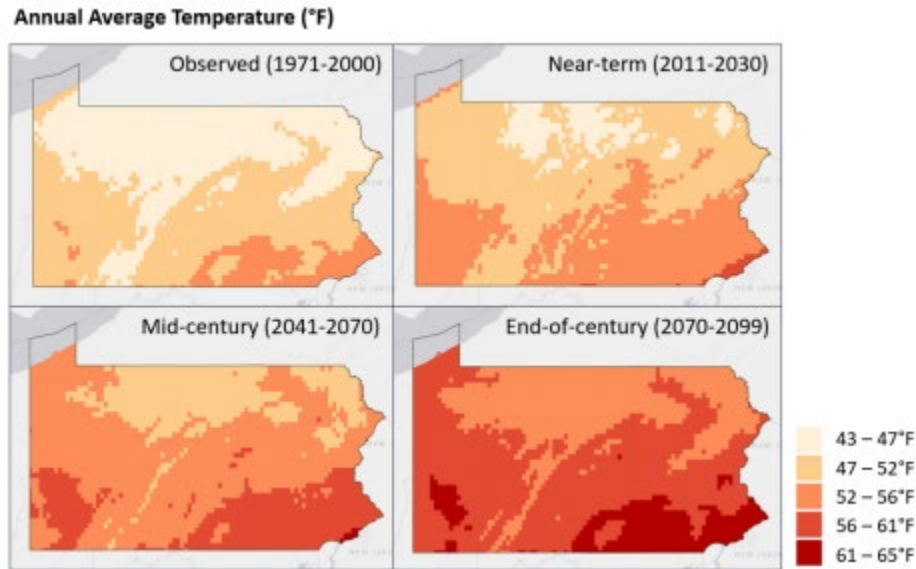 Annual Average Temperature (°F)
Observed (1971-2000)
Near-term (2011-2030)
Mid-century (2041-2070)
End-of-century (2070-2099)
43 – 47°F
47 – 52°F
52 – 56°F
56 – 61°F
61 – 65°F